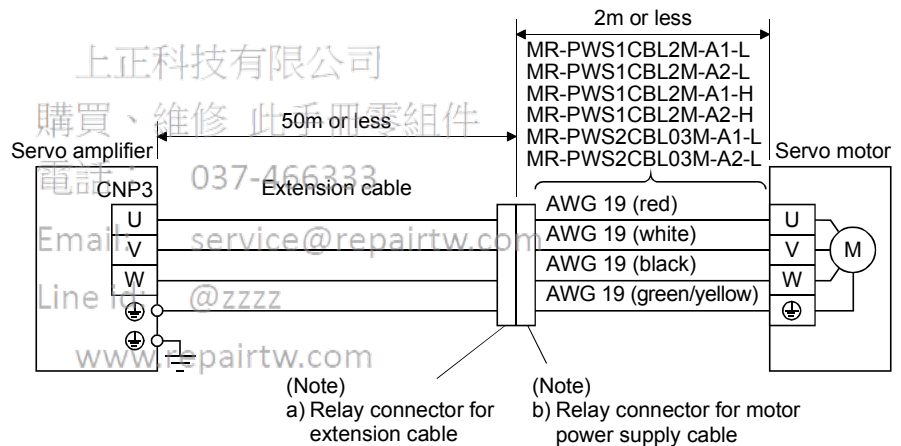 2m or less
MR-PWS1CBL2M-A1-L
MR-PWS1CBL2M-A2-L
MR-PWS1CBL2M-A1-H
MR-PWS1CBL2M-A2-H
MR-PWS2CBL03M-A1-L
MR-PWS2CBL03M-A2-L
上正科技有限公司
購買、維修 此手冊零組件
50m or less
Servo amplifier
Servo motor
電話: 037-466333
CNP3
Extension cable
AWG 19 (red)
U
U
Email: service@repairtw.com
AWG 19 (white)
V
V
M
AWG 19 (black)
W
W
Line id: @zzzz
AWG 19 (green/yellow)
www.repairtw.com
(Note)
a) Relay connector for
extension cable
(Note)
b) Relay connector for motor
power supply cable